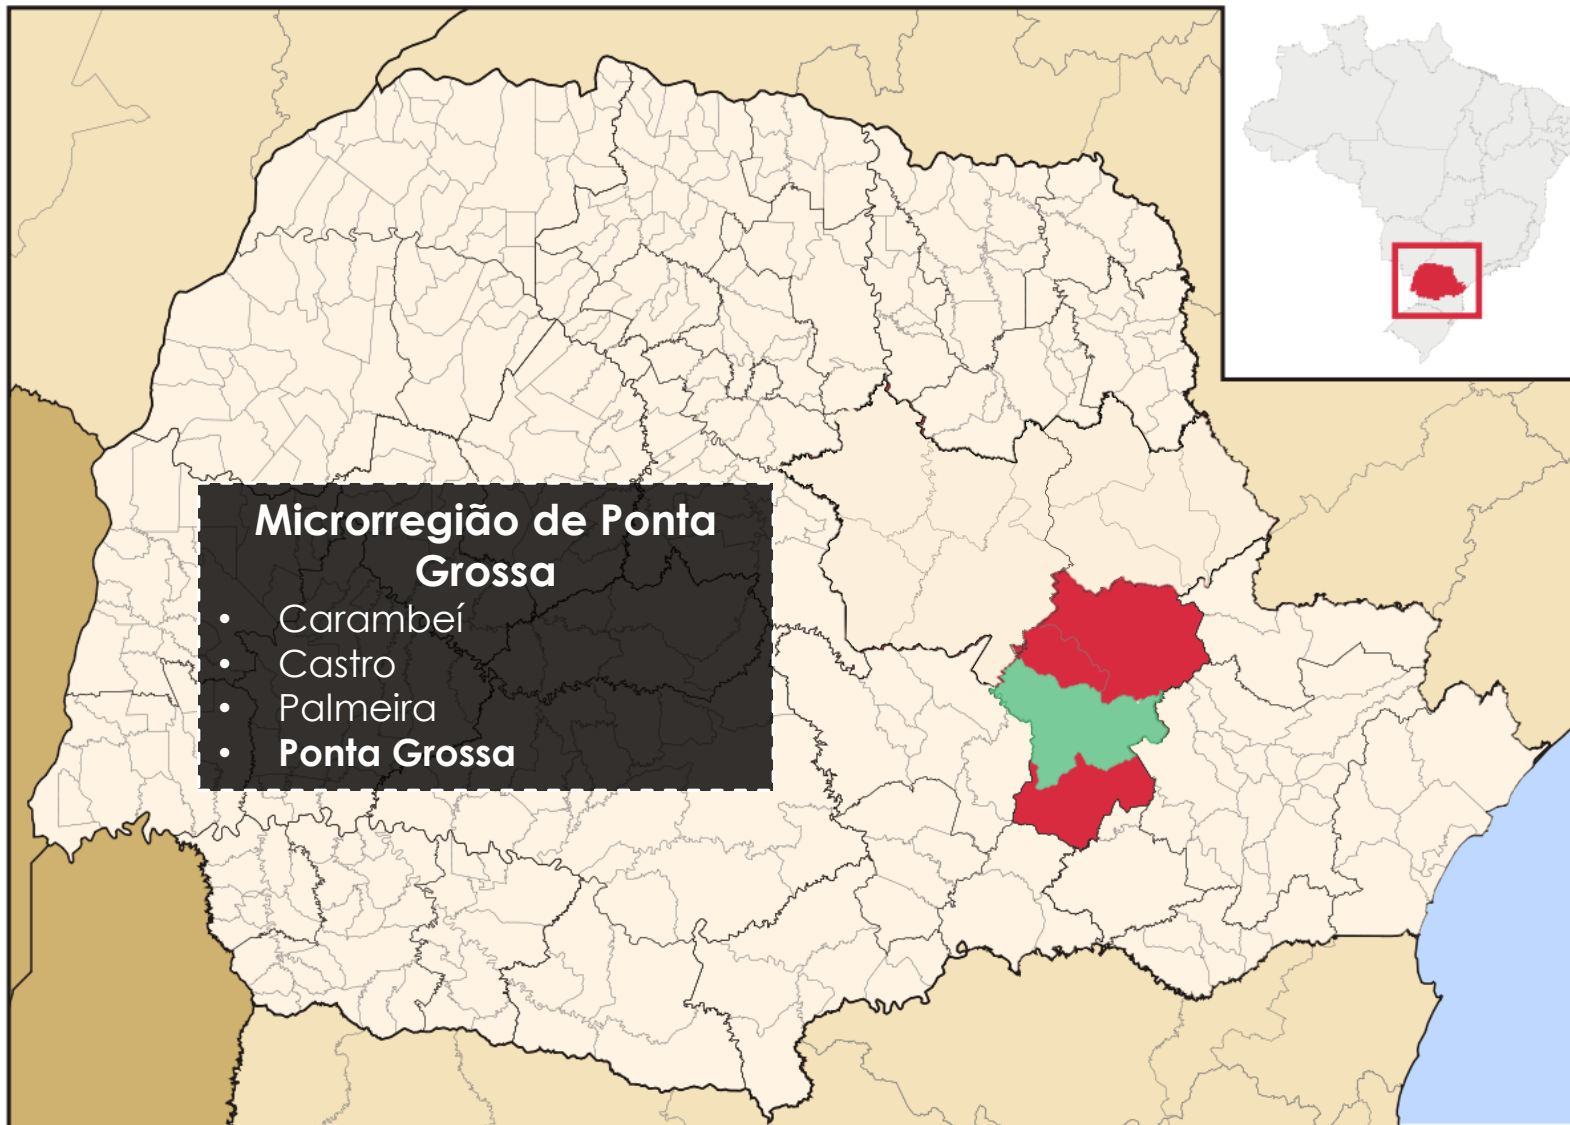 Microrregião de Ponta
Grossa
• Carambeí
• Castro
• Palmeira
• Ponta Grossa